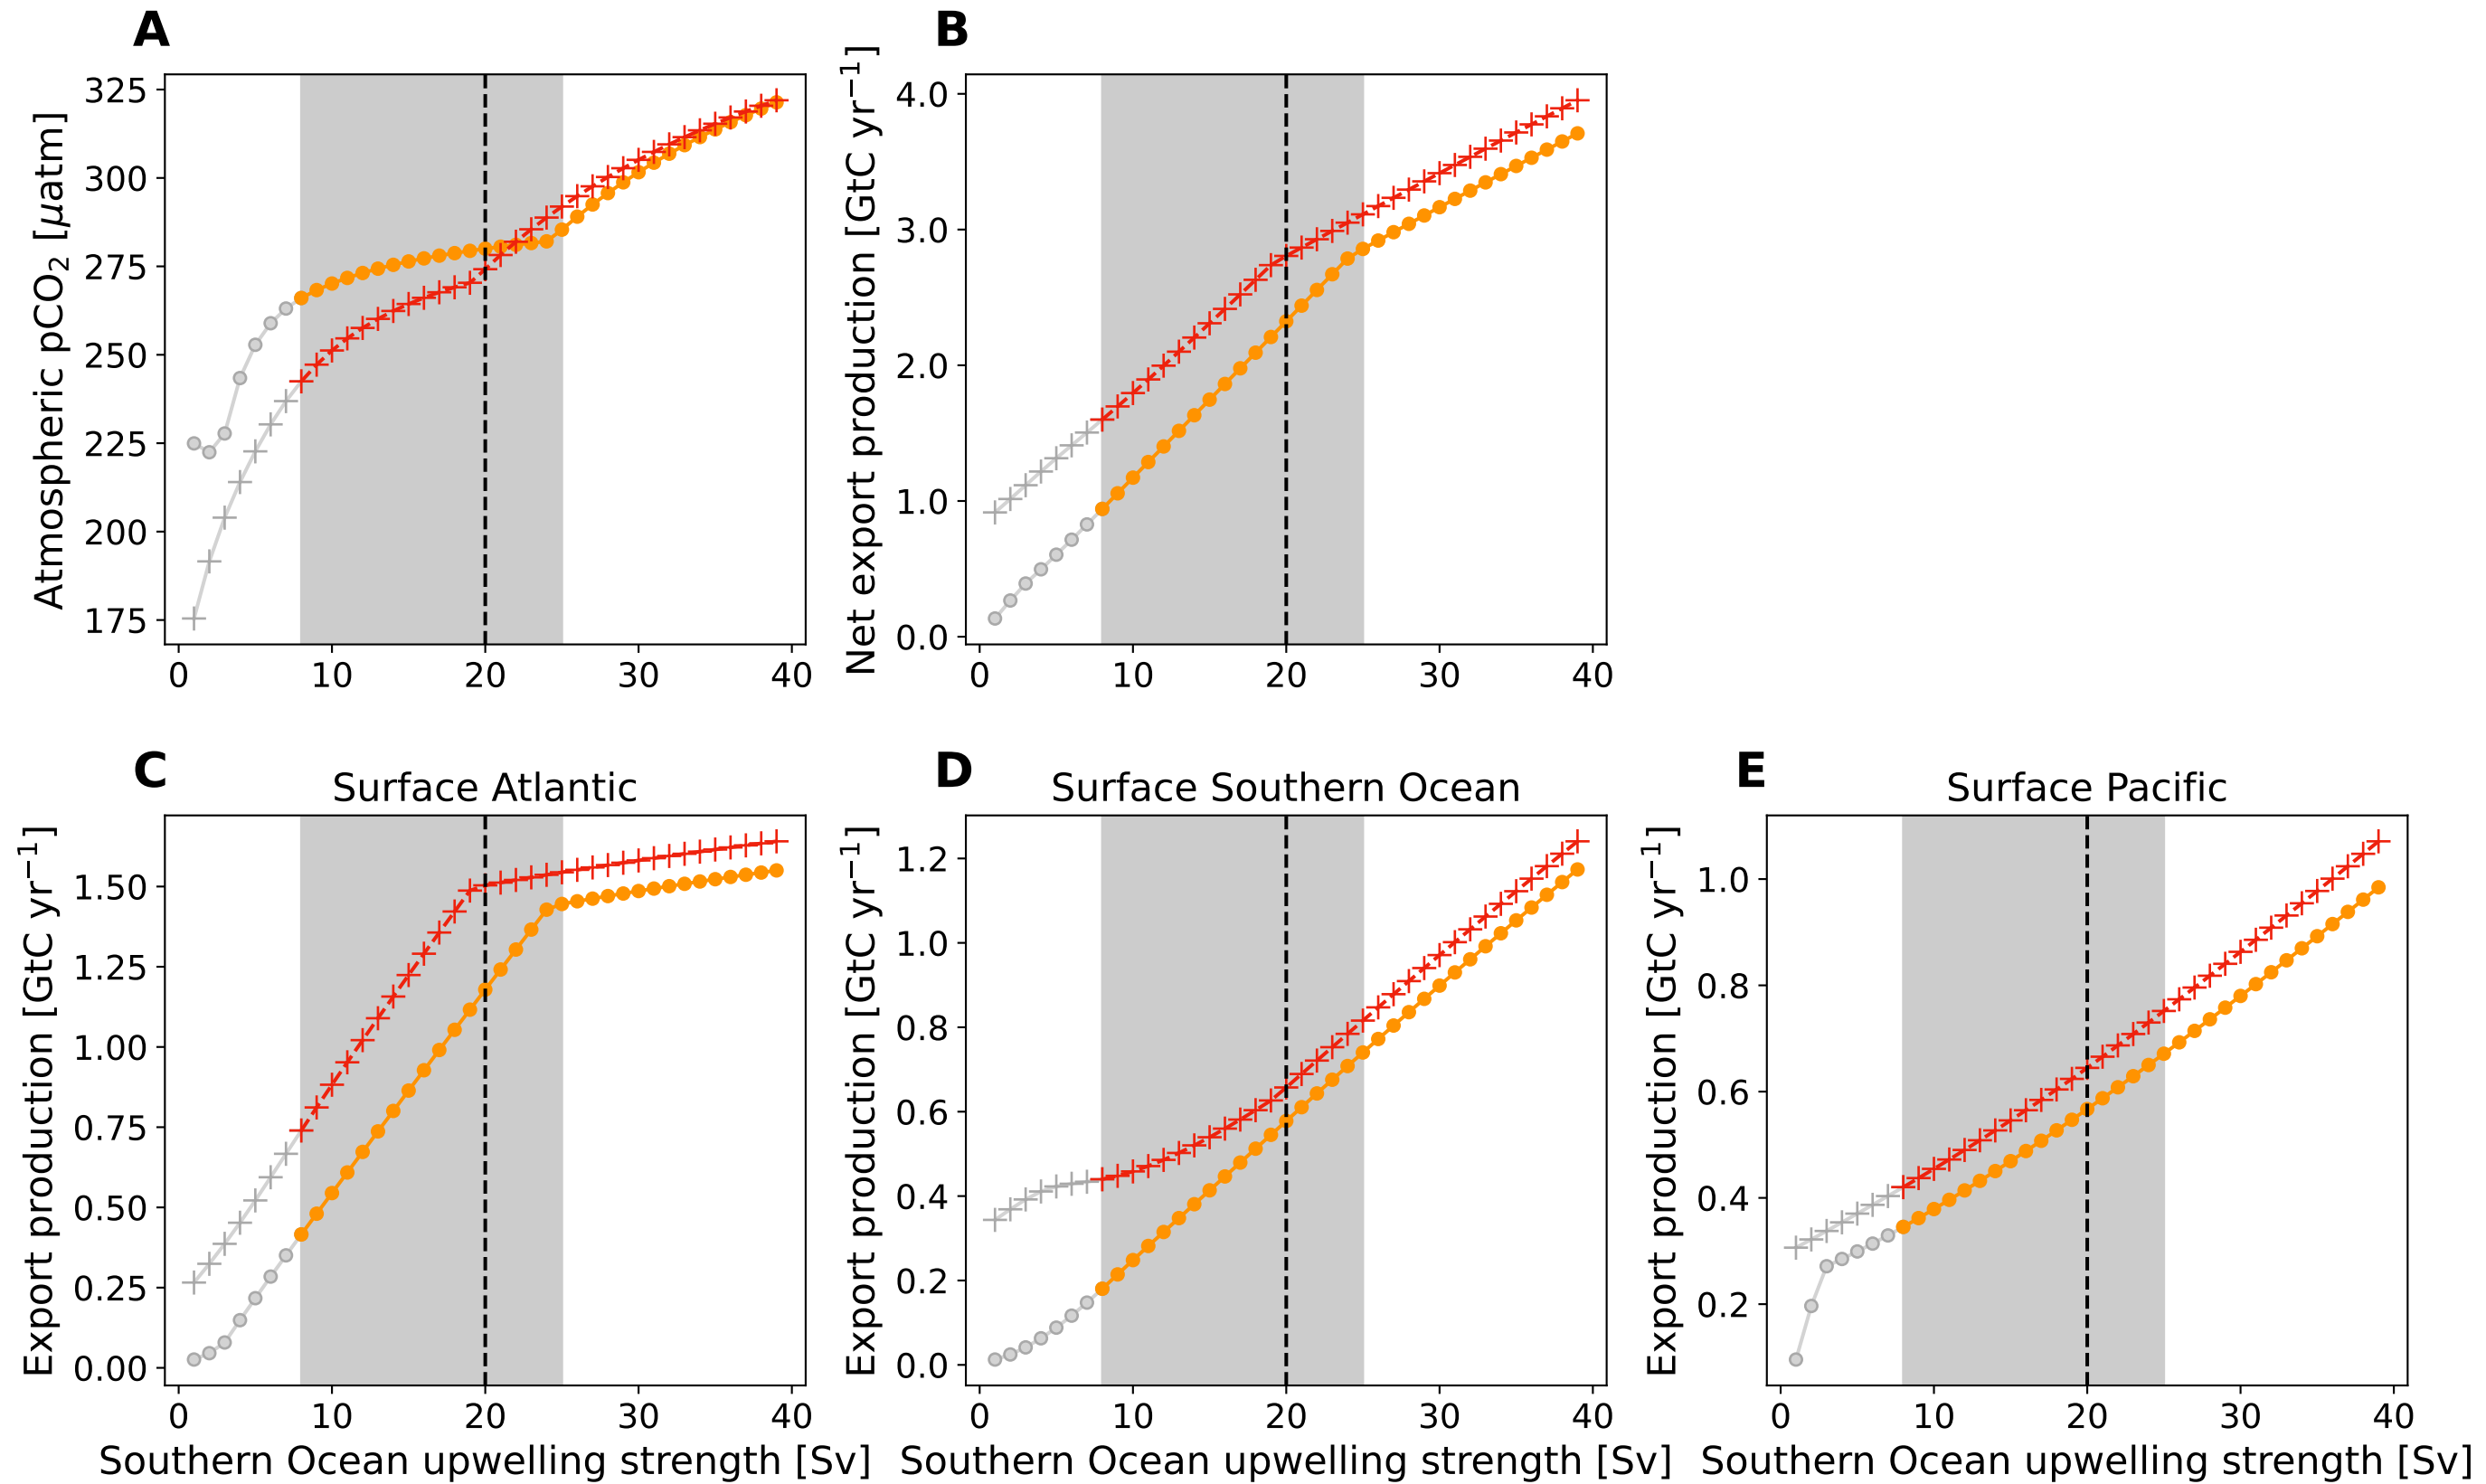 A
Atmospheric pCO₂ [μatm]
325
300
275
250
225
200
175
0 10 20 30 40
B
Net export production [GtC yr⁻¹]
4.0
3.0
2.0
1.0
0.0
0 10 20 30 40
C
Surface Atlantic
Export production [GtC yr⁻¹]
1.50
1.25
1.00
0.75
0.50
0.25
0.00
0 10 20 30 40
Southern Ocean upwelling strength [Sv]
D
Surface Southern Ocean
Export production [GtC yr⁻¹]
1.2
1.0
0.8
0.6
0.4
0.2
0.0
0 10 20 30 40
Southern Ocean upwelling strength [Sv]
E
Surface Pacific
Export production [GtC yr⁻¹]
1.0
0.8
0.6
0.4
0.2
0 10 20 30 40
Southern Ocean upwelling strength [Sv]